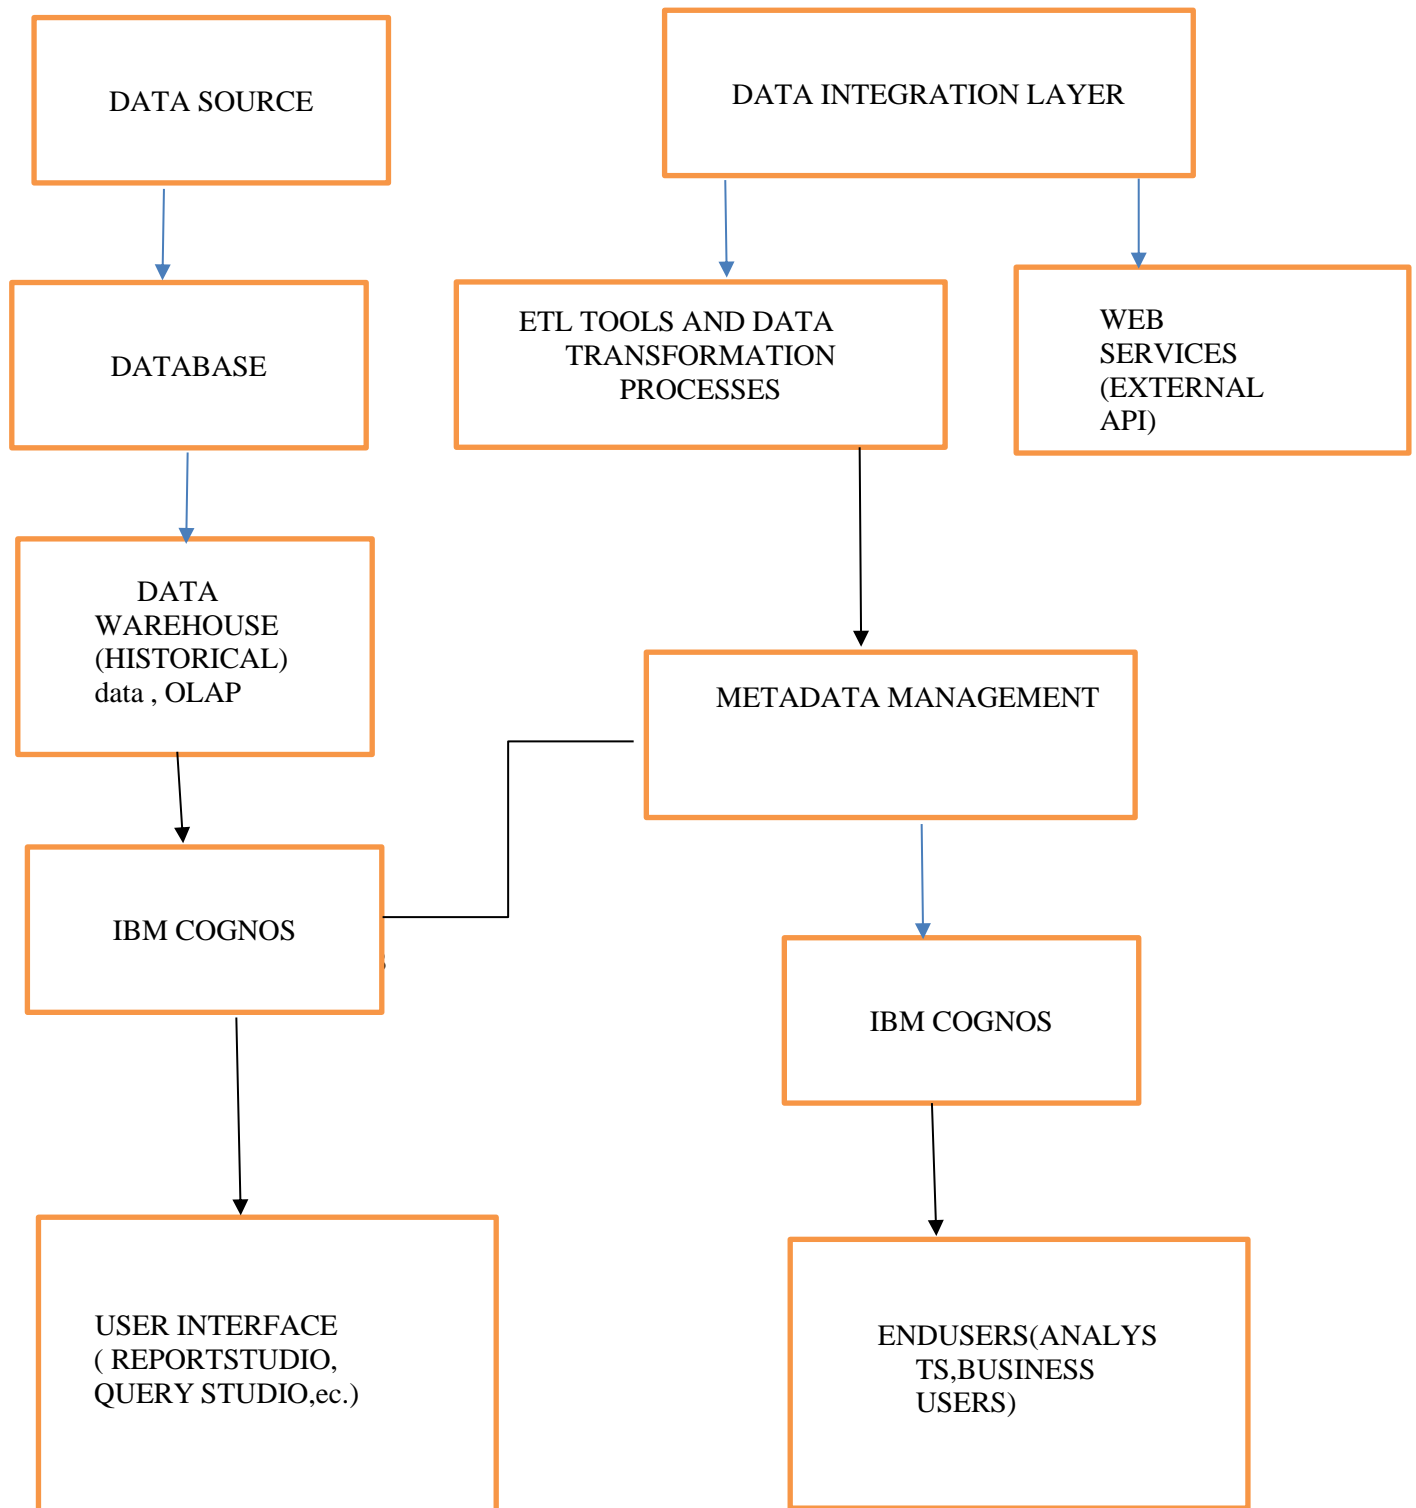 DATA SOURCE
DATA INTEGRATION LAYER
DATABASE
ETL TOOLS AND DATA
TRANSFORMATION
PROCESSES
WEB
SERVICES
(EXTERNAL
API)
DATA
WAREHOUSE
(HISTORICAL)
data , OLAP
METADATA MANAGEMENT
IBM COGNOS
IBM COGNOS
USER INTERFACE
( REPORTSTUDIO,
QUERY STUDIO,ec.)
ENDUSERS(ANALYS
TS,BUSINESS
USERS)